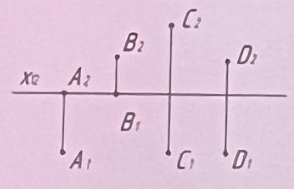 C₂
B₂
D₂
x₁₂ A₂
B₁
A₁
C₁
D₁